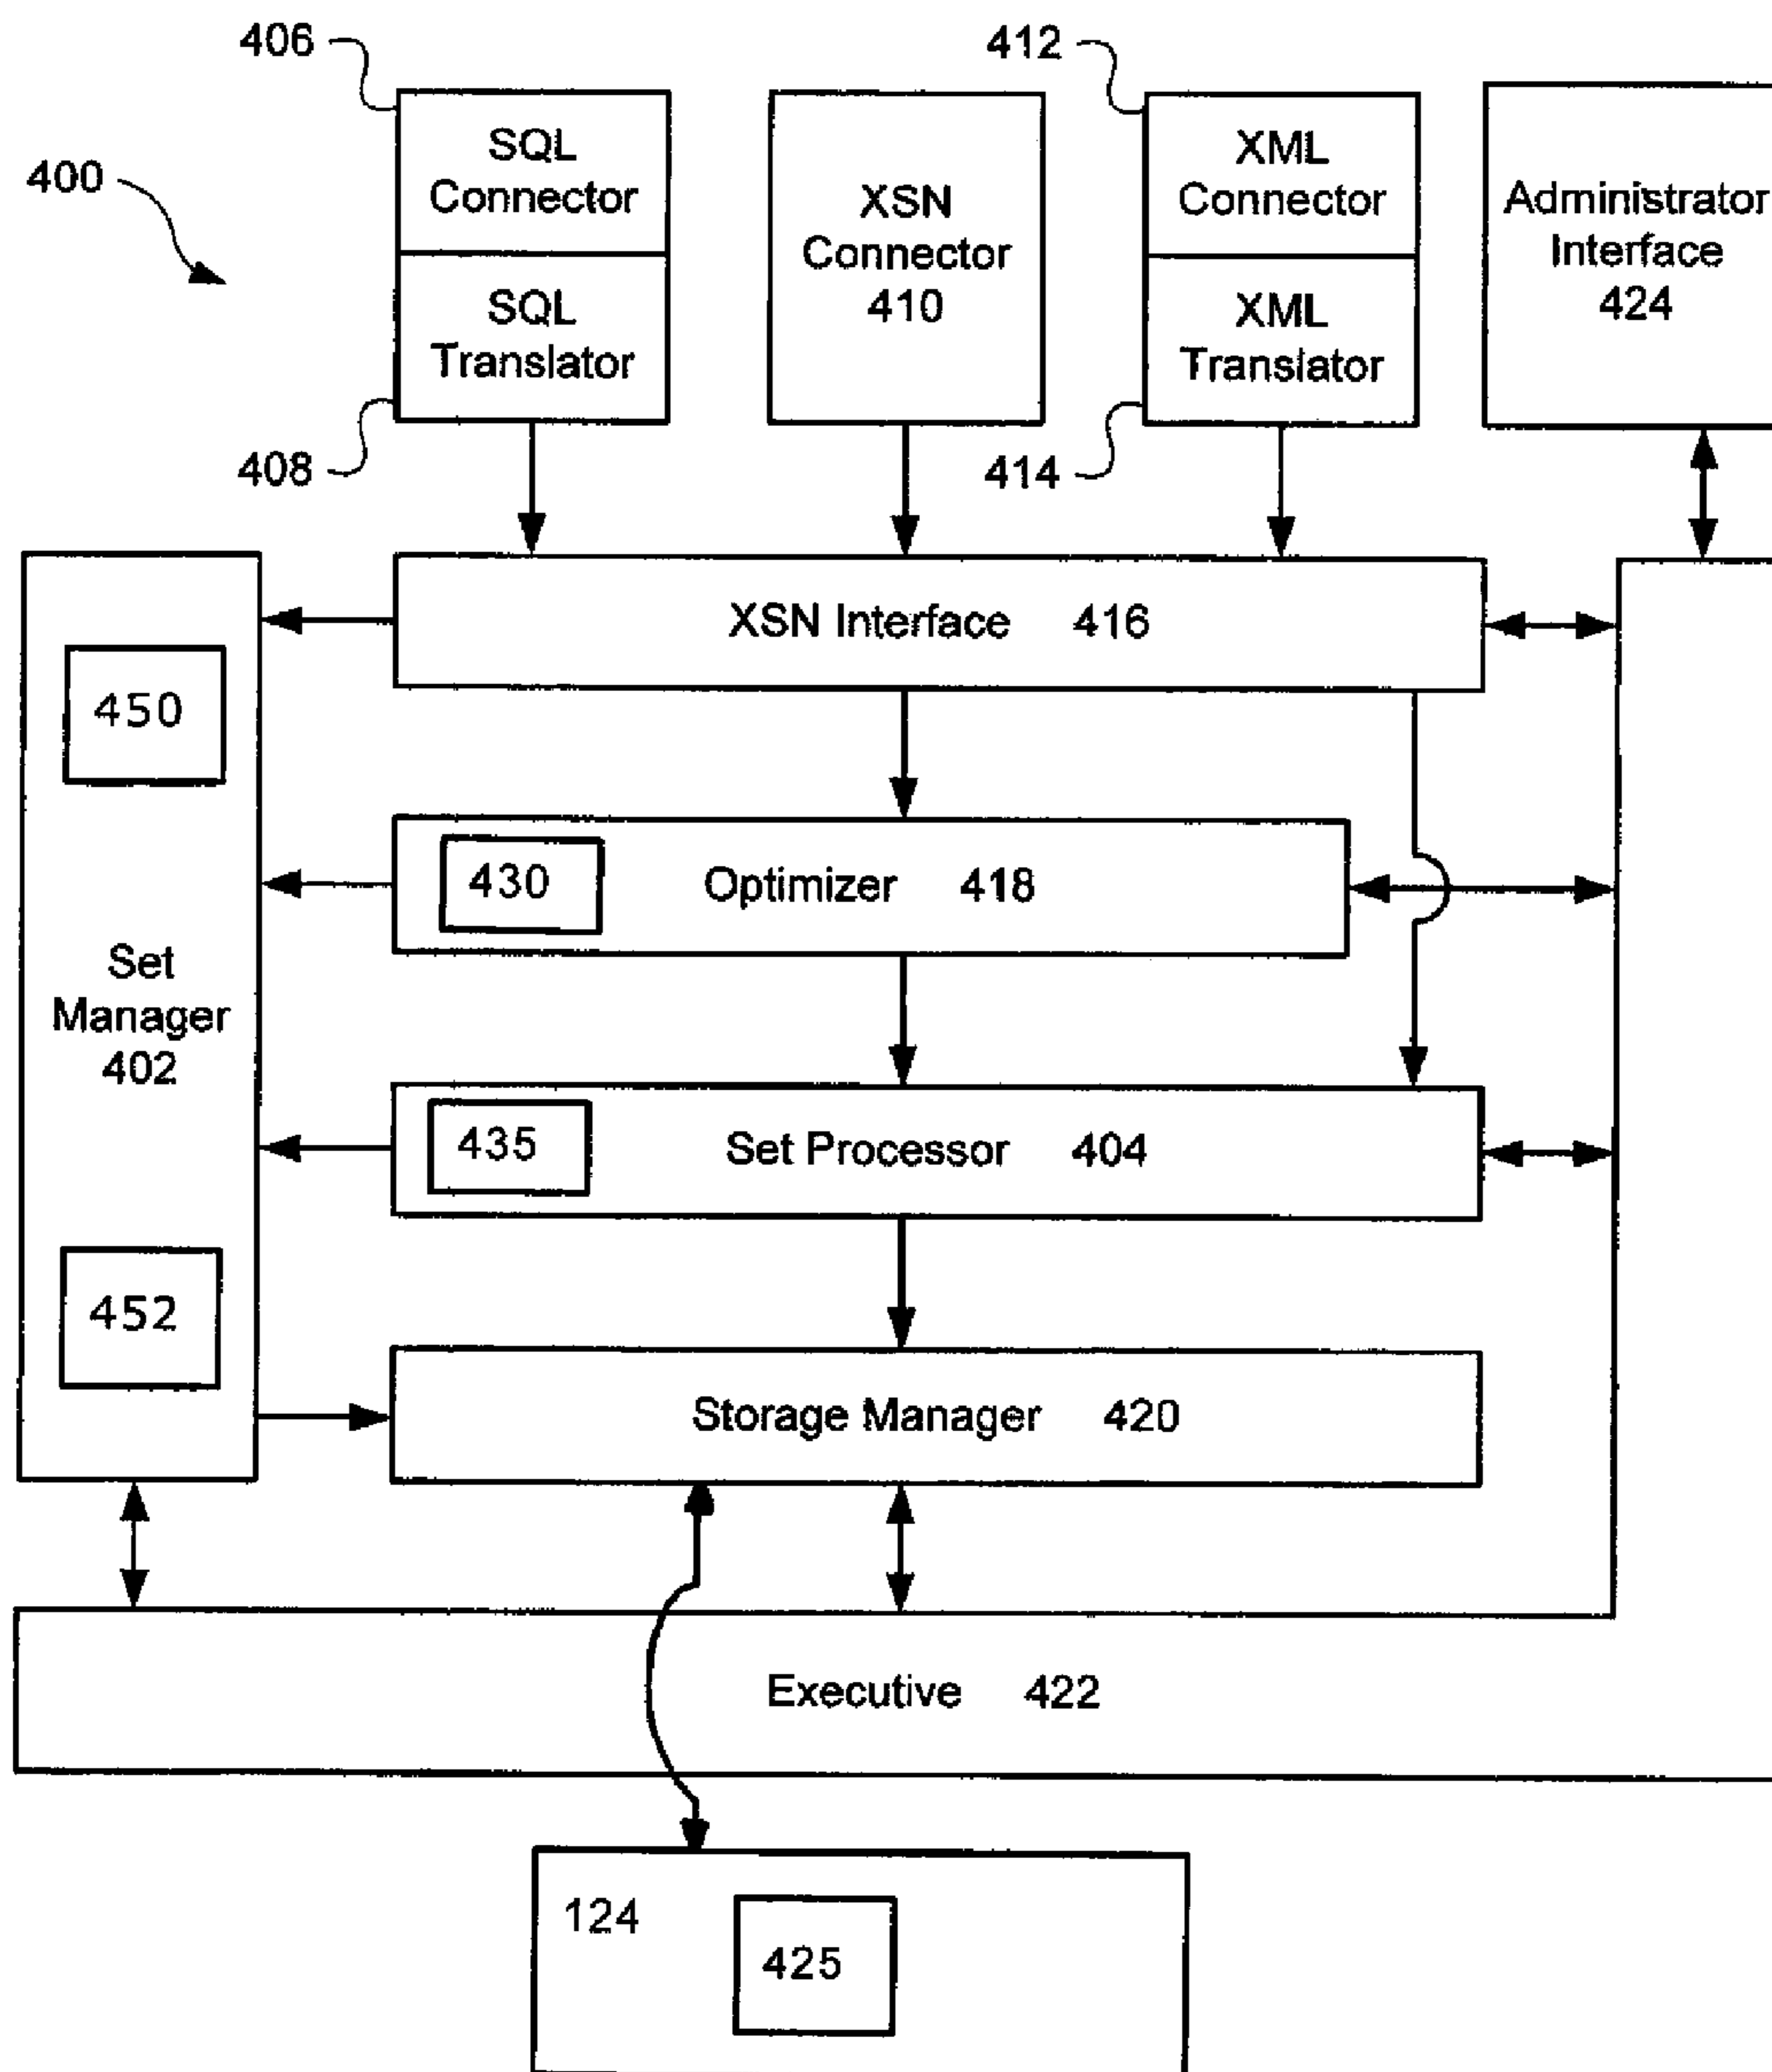 406
412
400
SQL
Connector
SQL
Translator
XSN
Connector
410
XML
Connector
XML
Translator
Administrator
Interface
424
408
414
XSN Interface 416
450
430
Optimizer 418
Set
Manager
402
435
Set Processor 404
452
Storage Manager 420
Executive 422
124
425